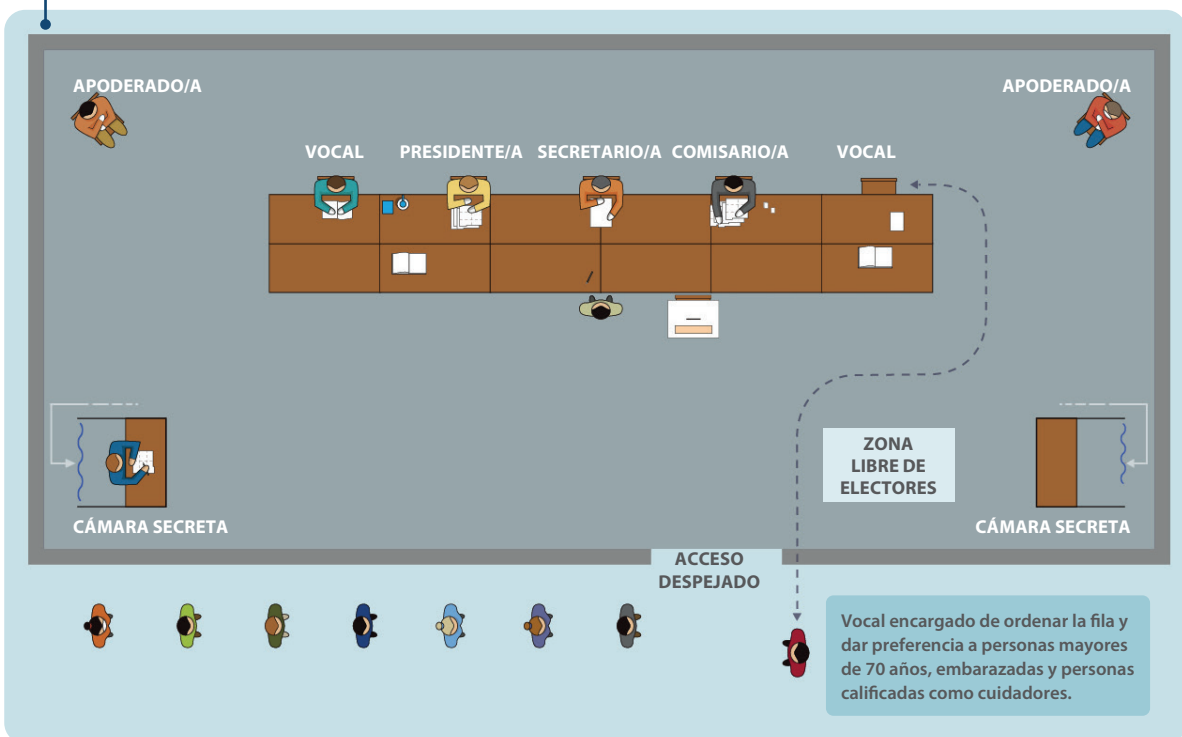 APODERADO/A
APODERADO/A
VOCAL
PRESIDENTE/A
SECRETARIO/A
COMISARIO/A
VOCAL
ZONA
LIBRE DE
ELECTORES
CÁMARA SECRETA
CÁMARA SECRETA
ACCESO
DESPEJADO
Vocal encargado de ordenar la fila y
dar preferencia a personas mayores
de 70 años, embarazadas y personas
calificadas como cuidadores.